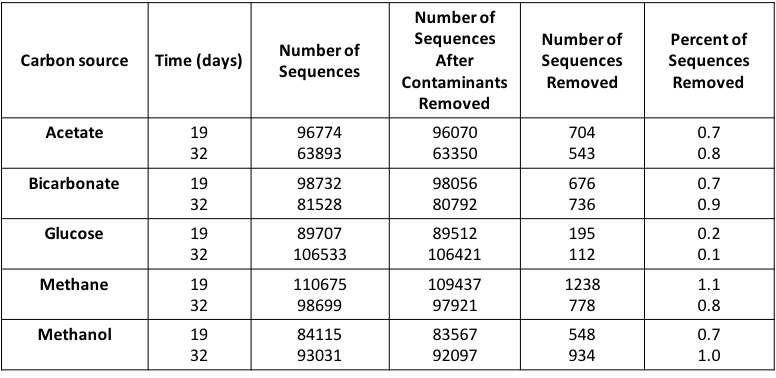 Carbon source Time (days) Number of Sequences Number of Sequences After Contaminants Removed Number of Sequences Removed Percent of Sequences Removed
Acetate 19 96774 96070 704 0.7
32 63893 63350 543 0.8
Bicarbonate 19 98732 98056 676 0.7
32 81528 80792 736 0.9
Glucose 19 89707 89512 195 0.2
32 106533 106421 112 0.1
Methane 19 110675 109437 1238 1.1
32 98699 97921 778 0.8
Methanol 19 84115 83567 548 0.7
32 93031 92097 934 1.0